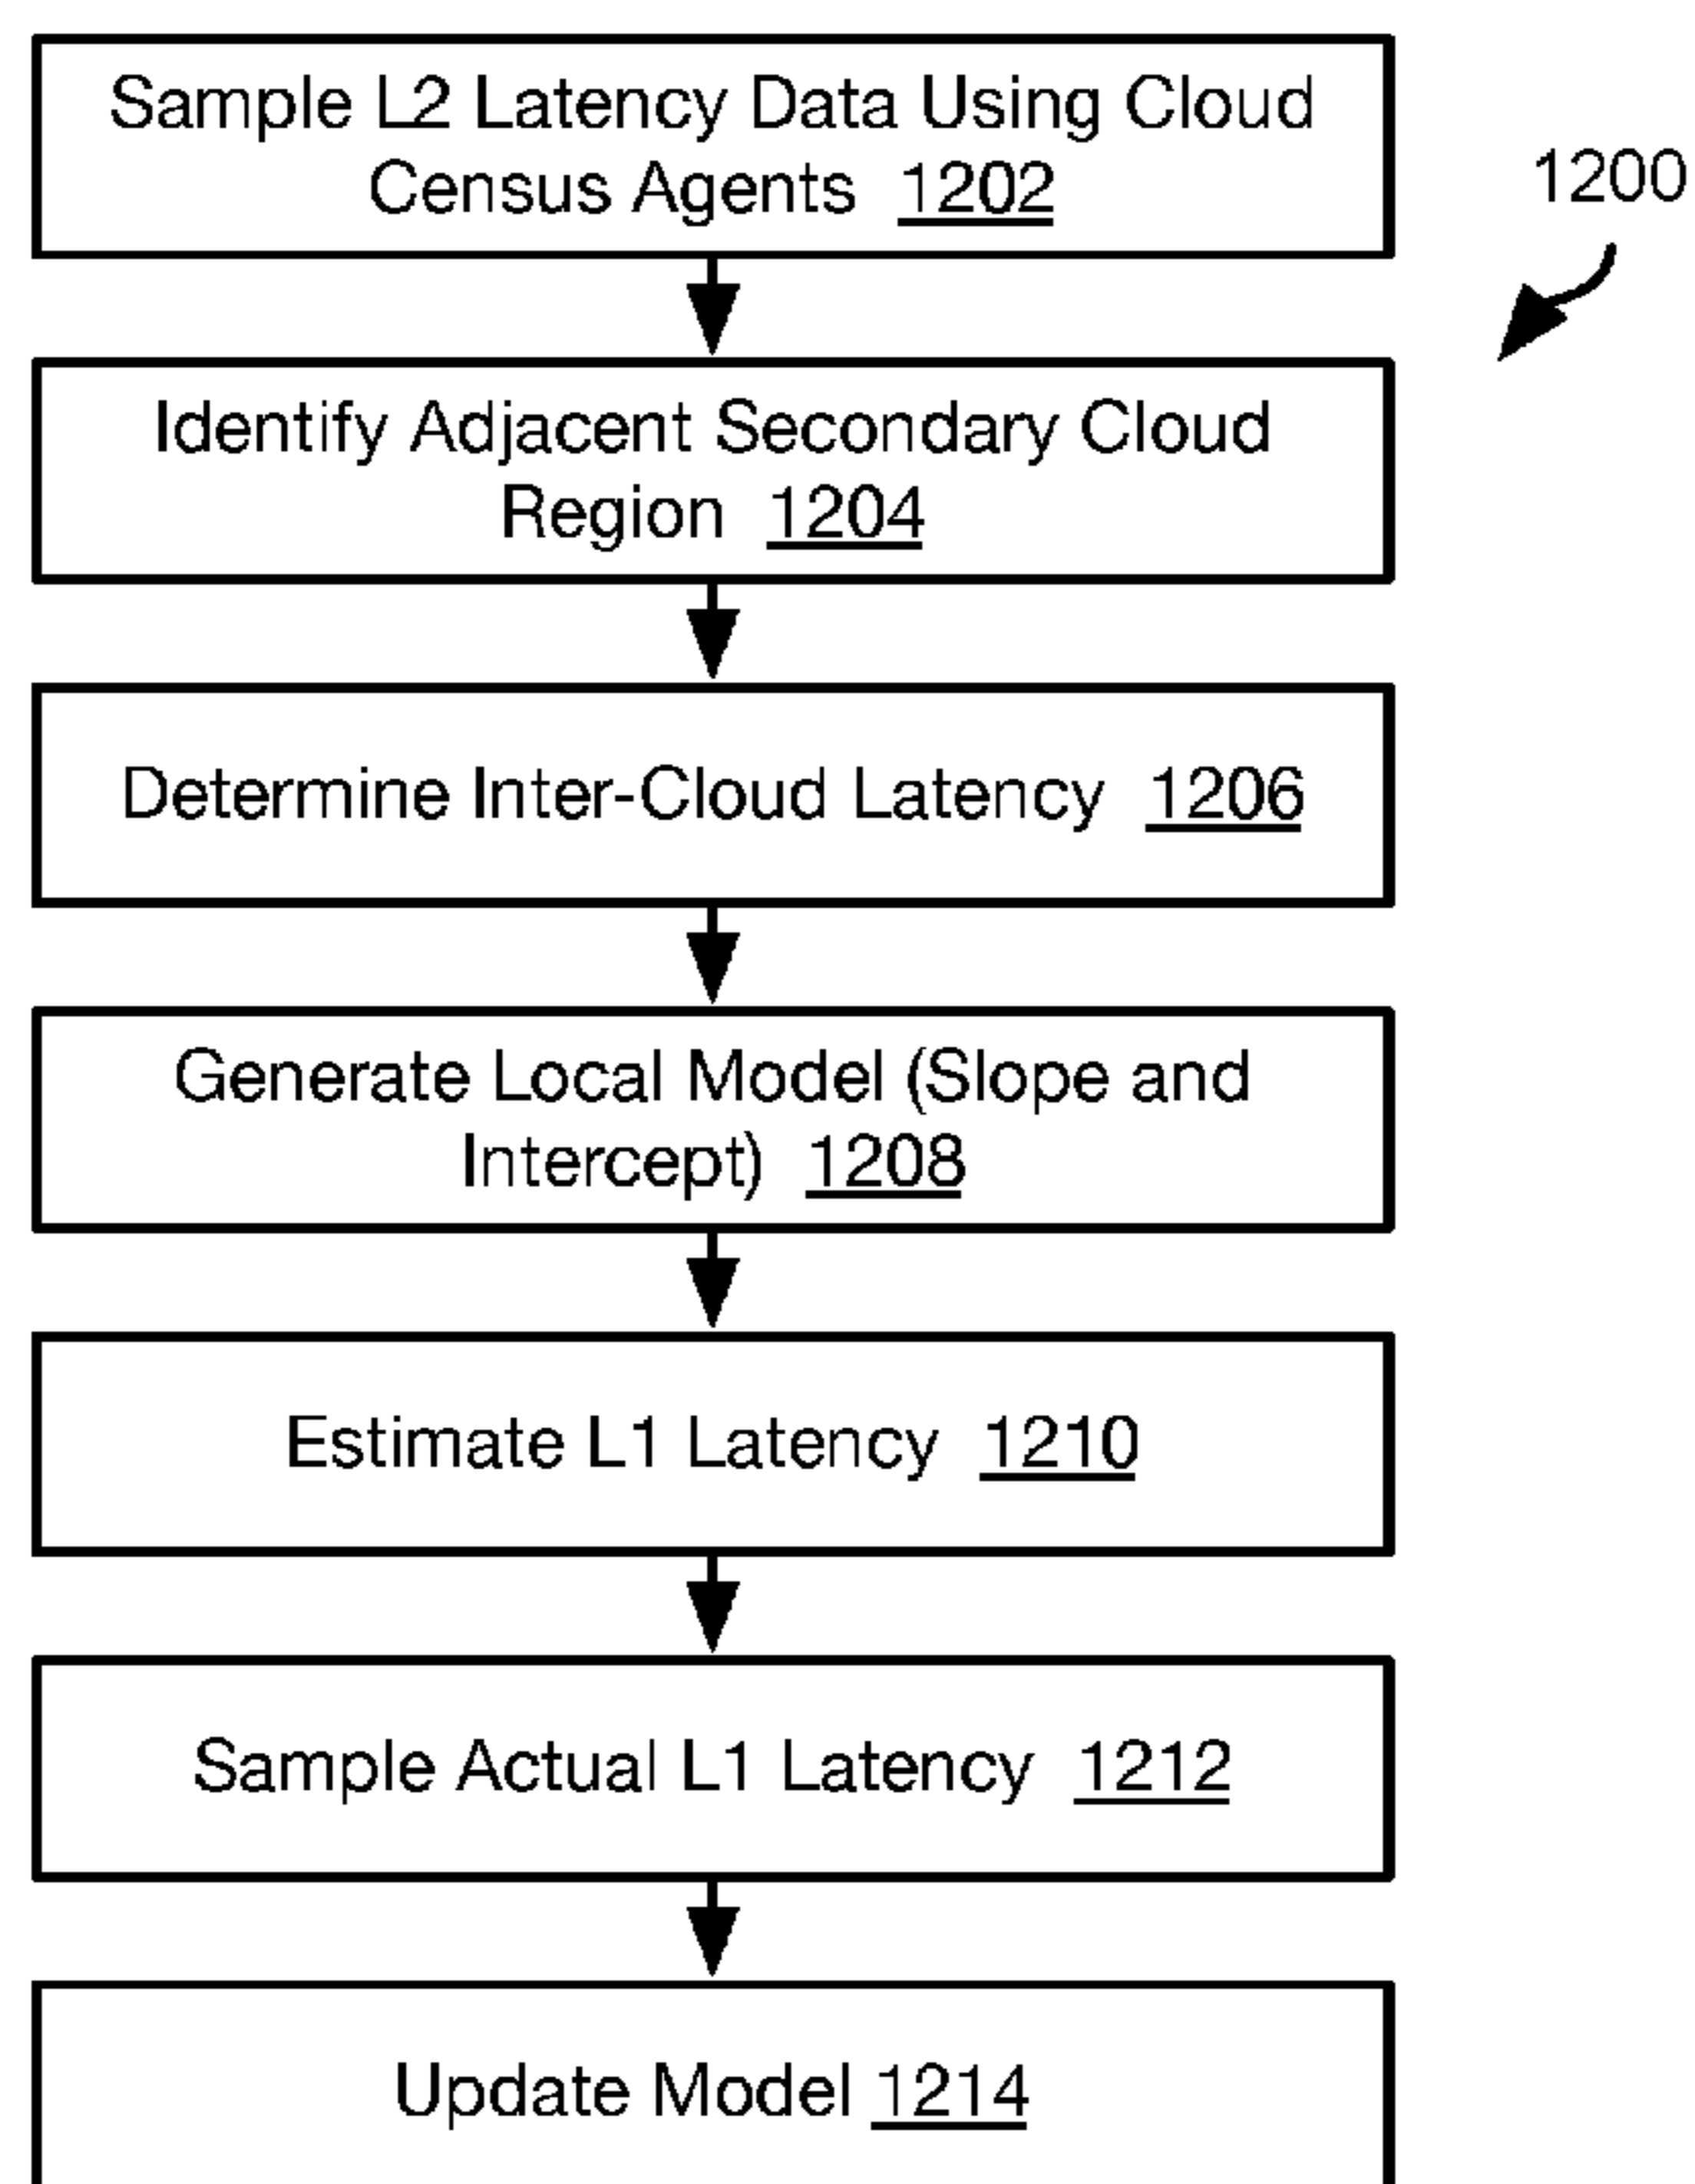 Sample L2 Latency Data Using Cloud
Census Agents 1202
1200
Identify Adjacent Secondary Cloud
Region 1204
Determine Inter-Cloud Latency 1206
Generate Local Model (Slope and
Intercept) 1208
Estimate L1 Latency 1210
Sample Actual L1 Latency 1212
Update Model 1214